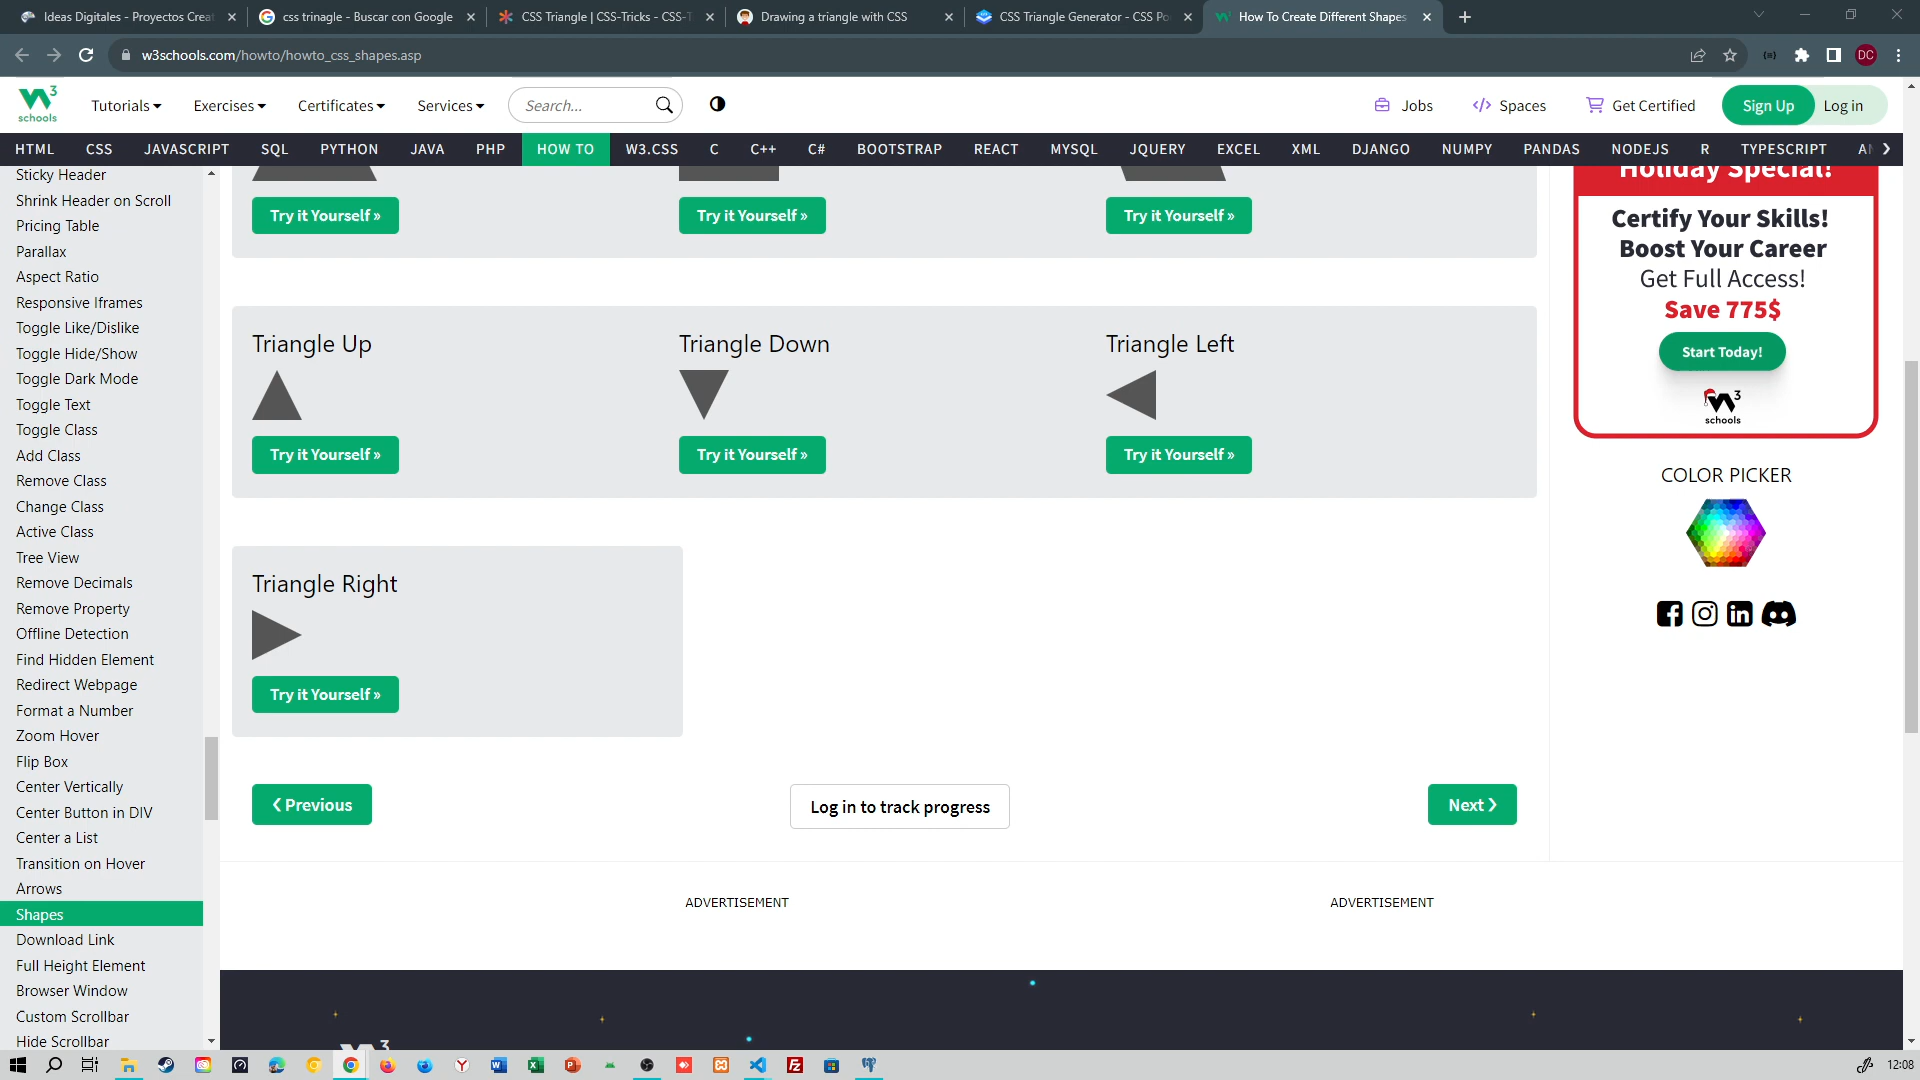 Ideas Digitales - Proyectos Creat
css trinagle - Buscar con Google
CSS Triangle | CSS-Tricks - CSS-T
Drawing a triangle with CSS
CSS Triangle Generator - CSS Po
How To Create Different Shapes
w3schools.com/howto/howto_css_shapes.asp
DC
3
schools
Tutorials
Exercises
Certificates
Services
Search...
Jobs
Spaces
Get Certified
Sign Up
Log in
HTML CSS JAVASCRIPT SQL PYTHON JAVA PHP HOW TO W3.CSS C C++ C# BOOTSTRAP REACT MYSQL JQUERY EXCEL XML DJANGO NUMPY PANDAS NODEJS R TYPESCRIPT
Sticky Header
Shrink Header on Scroll
Pricing Table
Parallax
Aspect Ratio
Responsive Iframes
Toggle Like/Dislike
Toggle Hide/Show
Toggle Dark Mode
Toggle Text
Toggle Class
Add Class
Remove Class
Change Class
Active Class
Tree View
Remove Decimals
Remove Property
Offline Detection
Find Hidden Element
Redirect Webpage
Format a Number
Zoom Hover
Flip Box
Center Vertically
Center Button in DIV
Center a List
Transition on Hover
Arrows
Shapes
Download Link
Full Height Element
Browser Window
Custom Scrollbar
Hide Scrollbar
Try it Yourself »
Try it Yourself »
Try it Yourself »
Triangle Up
Triangle Down
Triangle Left
Try it Yourself »
Try it Yourself »
Try it Yourself »
Triangle Right
Try it Yourself »
❮ Previous
Log in to track progress
Next ❯
ADVERTISEMENT
ADVERTISEMENT
3
Holiday Special!
Certify Your Skills!
Boost Your Career
Get Full Access!
Save 775$
Start Today!
3
schools
COLOR PICKER
12:08